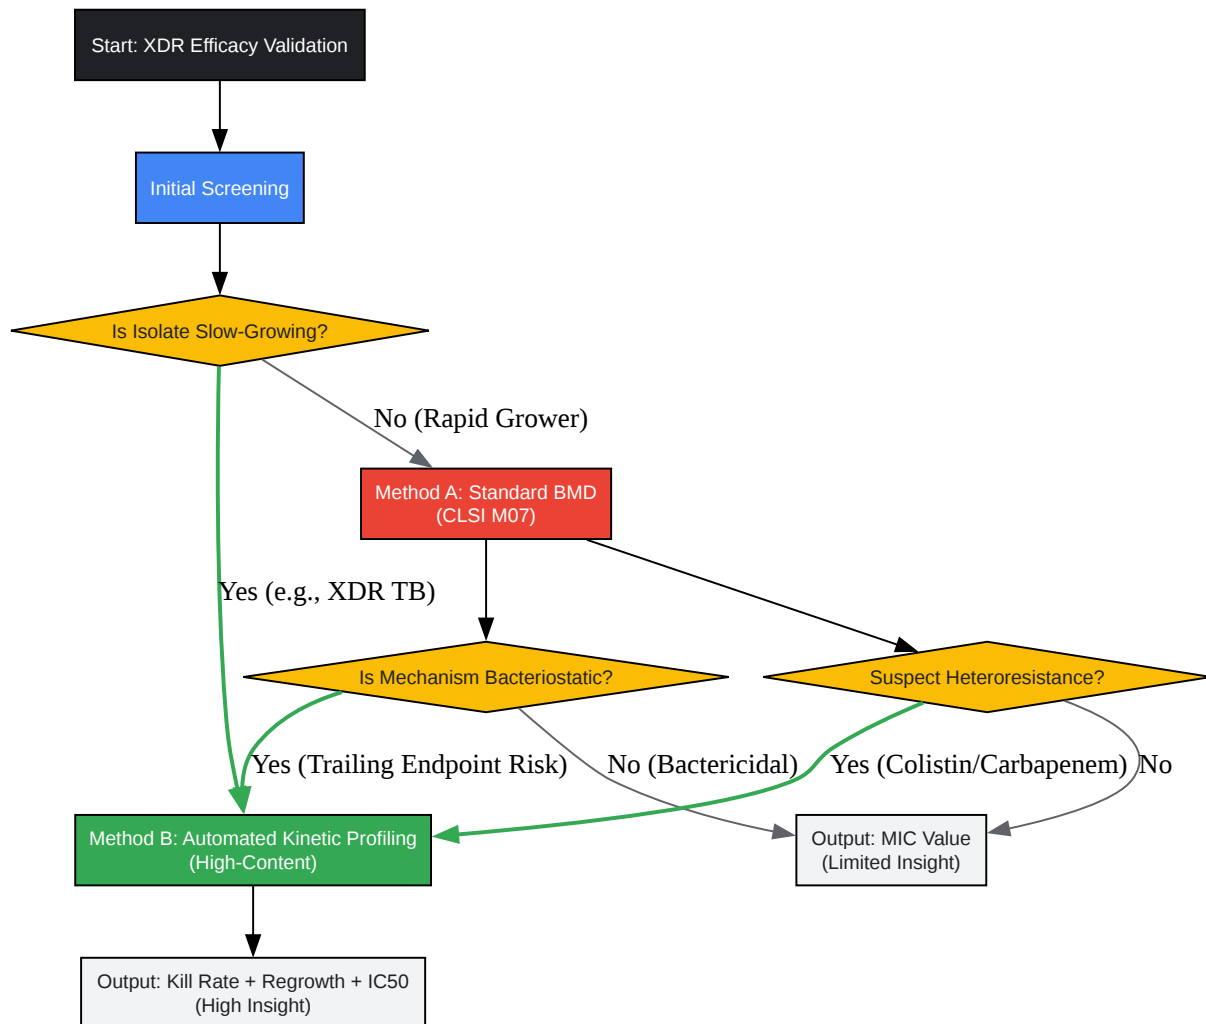 Start: XDR Efficacy Validation
Initial Screening
Is Isolate Slow-Growing?
No (Rapid Grower)
Method A: Standard BMD
(CLSI M07)
Yes (e.g., XDR TB)
Is Mechanism Bacteriostatic?
Suspect Heteroresistance?
Yes (Trailing Endpoint Risk)
No (Bactericidal)
Yes (Colistin/Carbapenem)
No
Method B: Automated Kinetic Profiling
(High-Content)
Output: MIC Value
(Limited Insight)
Output: Kill Rate + Regrowth + IC50
(High Insight)